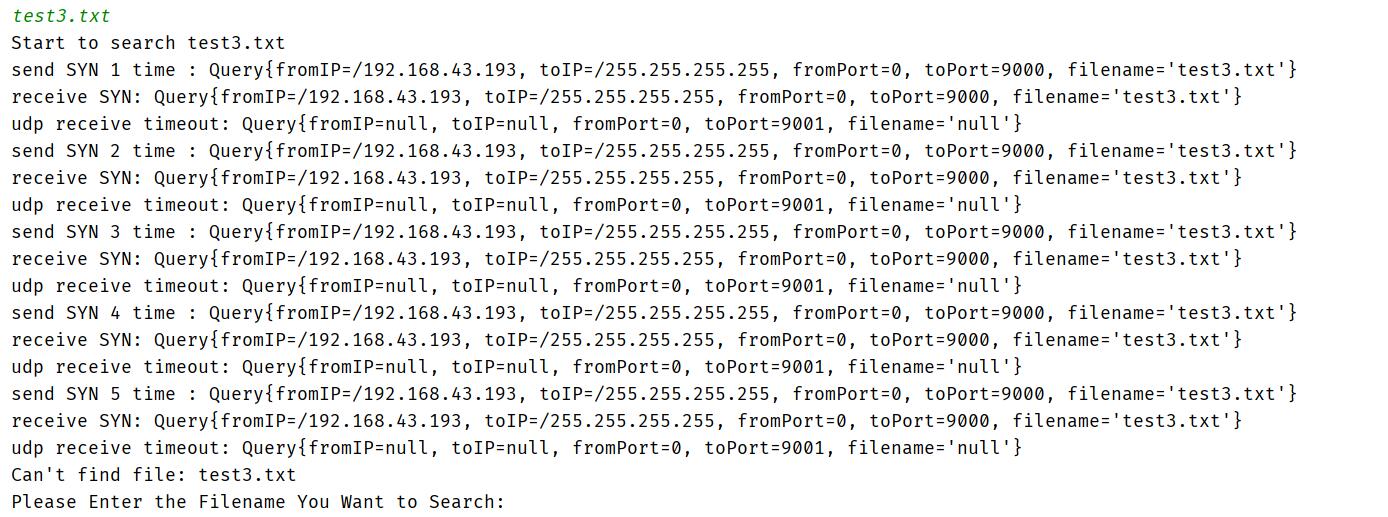 test3.txt
Start to search test3.txt
send SYN 1 time : Query{fromIP=/192.168.43.193, toIP=/255.255.255.255, fromPort=0, toPort=9000, filename='test3.txt'}
receive SYN: Query{fromIP=/192.168.43.193, toIP=/255.255.255.255, fromPort=0, toPort=9000, filename='test3.txt'}
udp receive timeout: Query{fromIP=null, toIP=null, fromPort=0, toPort=9001, filename='null'}
send SYN 2 time : Query{fromIP=/192.168.43.193, toIP=/255.255.255.255, fromPort=0, toPort=9000, filename='test3.txt'}
receive SYN: Query{fromIP=/192.168.43.193, toIP=/255.255.255.255, fromPort=0, toPort=9000, filename='test3.txt'}
udp receive timeout: Query{fromIP=null, toIP=null, fromPort=0, toPort=9001, filename='null'}
send SYN 3 time : Query{fromIP=/192.168.43.193, toIP=/255.255.255.255, fromPort=0, toPort=9000, filename='test3.txt'}
receive SYN: Query{fromIP=/192.168.43.193, toIP=/255.255.255.255, fromPort=0, toPort=9000, filename='test3.txt'}
udp receive timeout: Query{fromIP=null, toIP=null, fromPort=0, toPort=9001, filename='null'}
send SYN 4 time : Query{fromIP=/192.168.43.193, toIP=/255.255.255.255, fromPort=0, toPort=9000, filename='test3.txt'}
receive SYN: Query{fromIP=/192.168.43.193, toIP=/255.255.255.255, fromPort=0, toPort=9000, filename='test3.txt'}
udp receive timeout: Query{fromIP=null, toIP=null, fromPort=0, toPort=9001, filename='null'}
send SYN 5 time : Query{fromIP=/192.168.43.193, toIP=/255.255.255.255, fromPort=0, toPort=9000, filename='test3.txt'}
receive SYN: Query{fromIP=/192.168.43.193, toIP=/255.255.255.255, fromPort=0, toPort=9000, filename='test3.txt'}
udp receive timeout: Query{fromIP=null, toIP=null, fromPort=0, toPort=9001, filename='null'}
Can't find file: test3.txt
Please Enter the Filename You Want to Search: